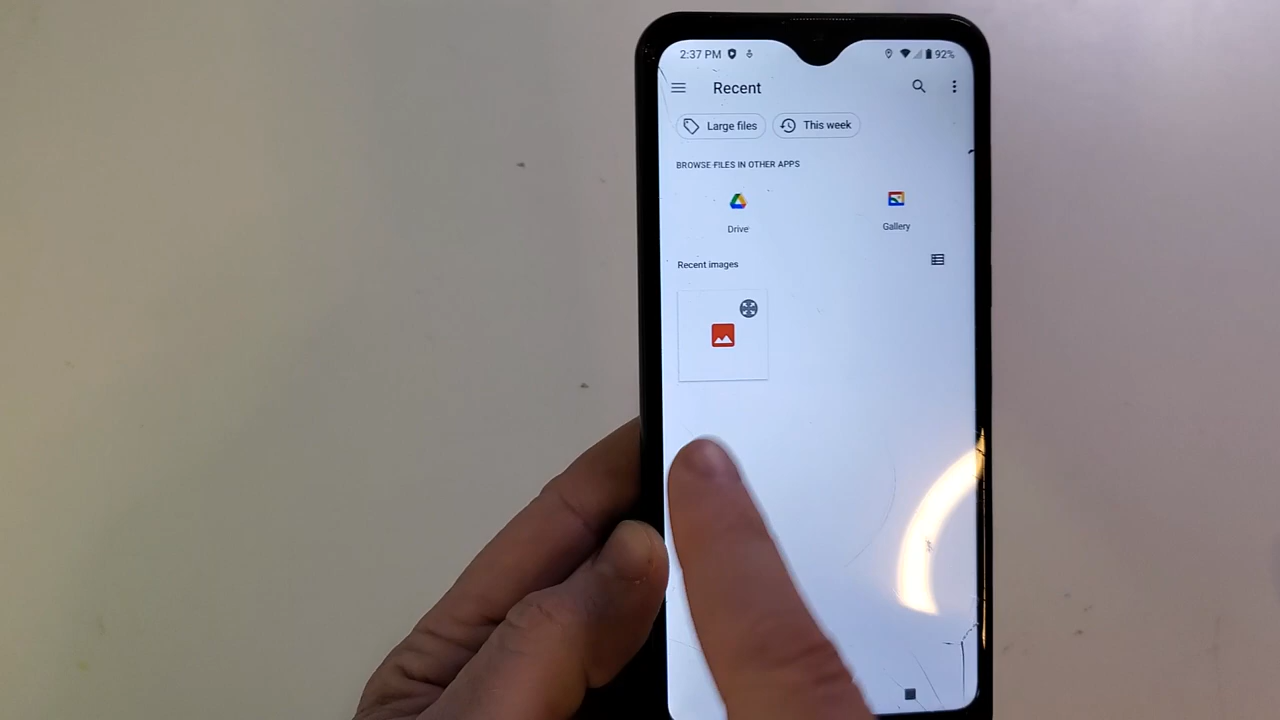 2:37 PM 92%
Recent
Large files This week
BROWSE FILES IN OTHER APPS
Drive Gallery
Recent images